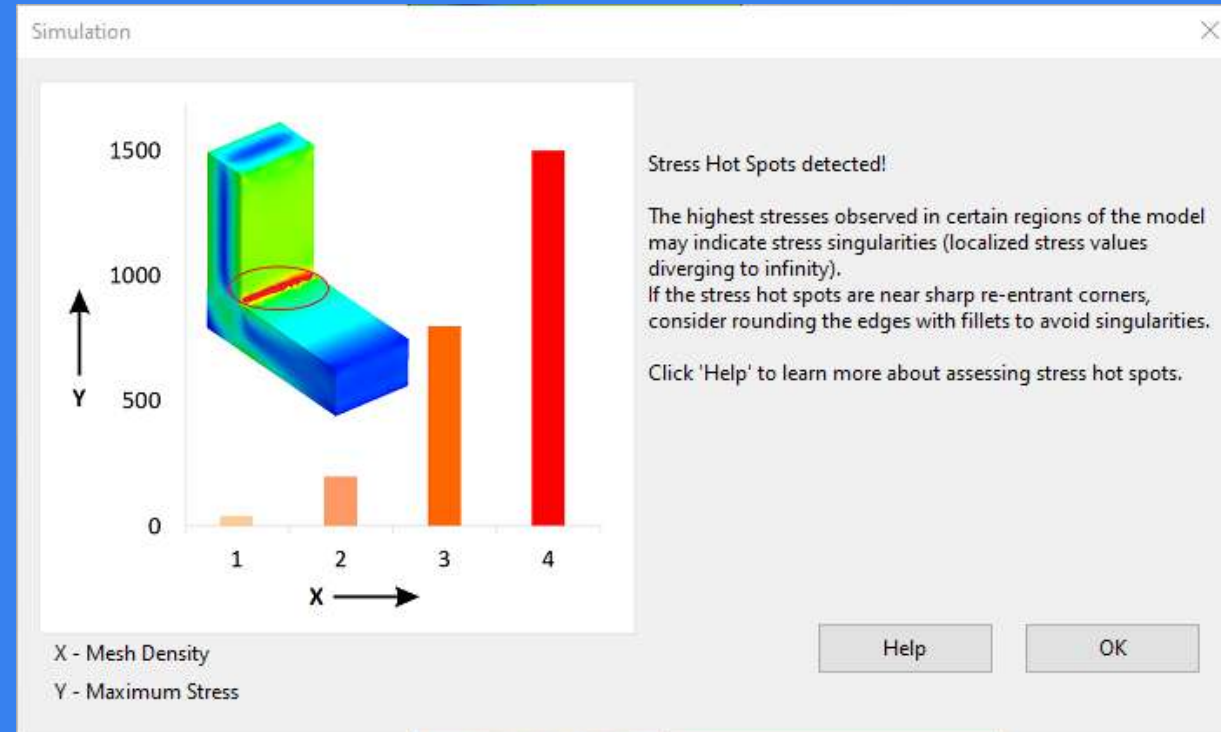 Simulation
1500
1000
500
0
Y
1 2 3 4
X
X - Mesh Density
Y - Maximum Stress
Stress Hot Spots detected!
The highest stresses observed in certain regions of the model
may indicate stress singularities (localized stress values
diverging to infinity).
If the stress hot spots are near sharp re-entrant corners,
consider rounding the edges with fillets to avoid singularities.
Click 'Help' to learn more about assessing stress hot spots.
Help
OK